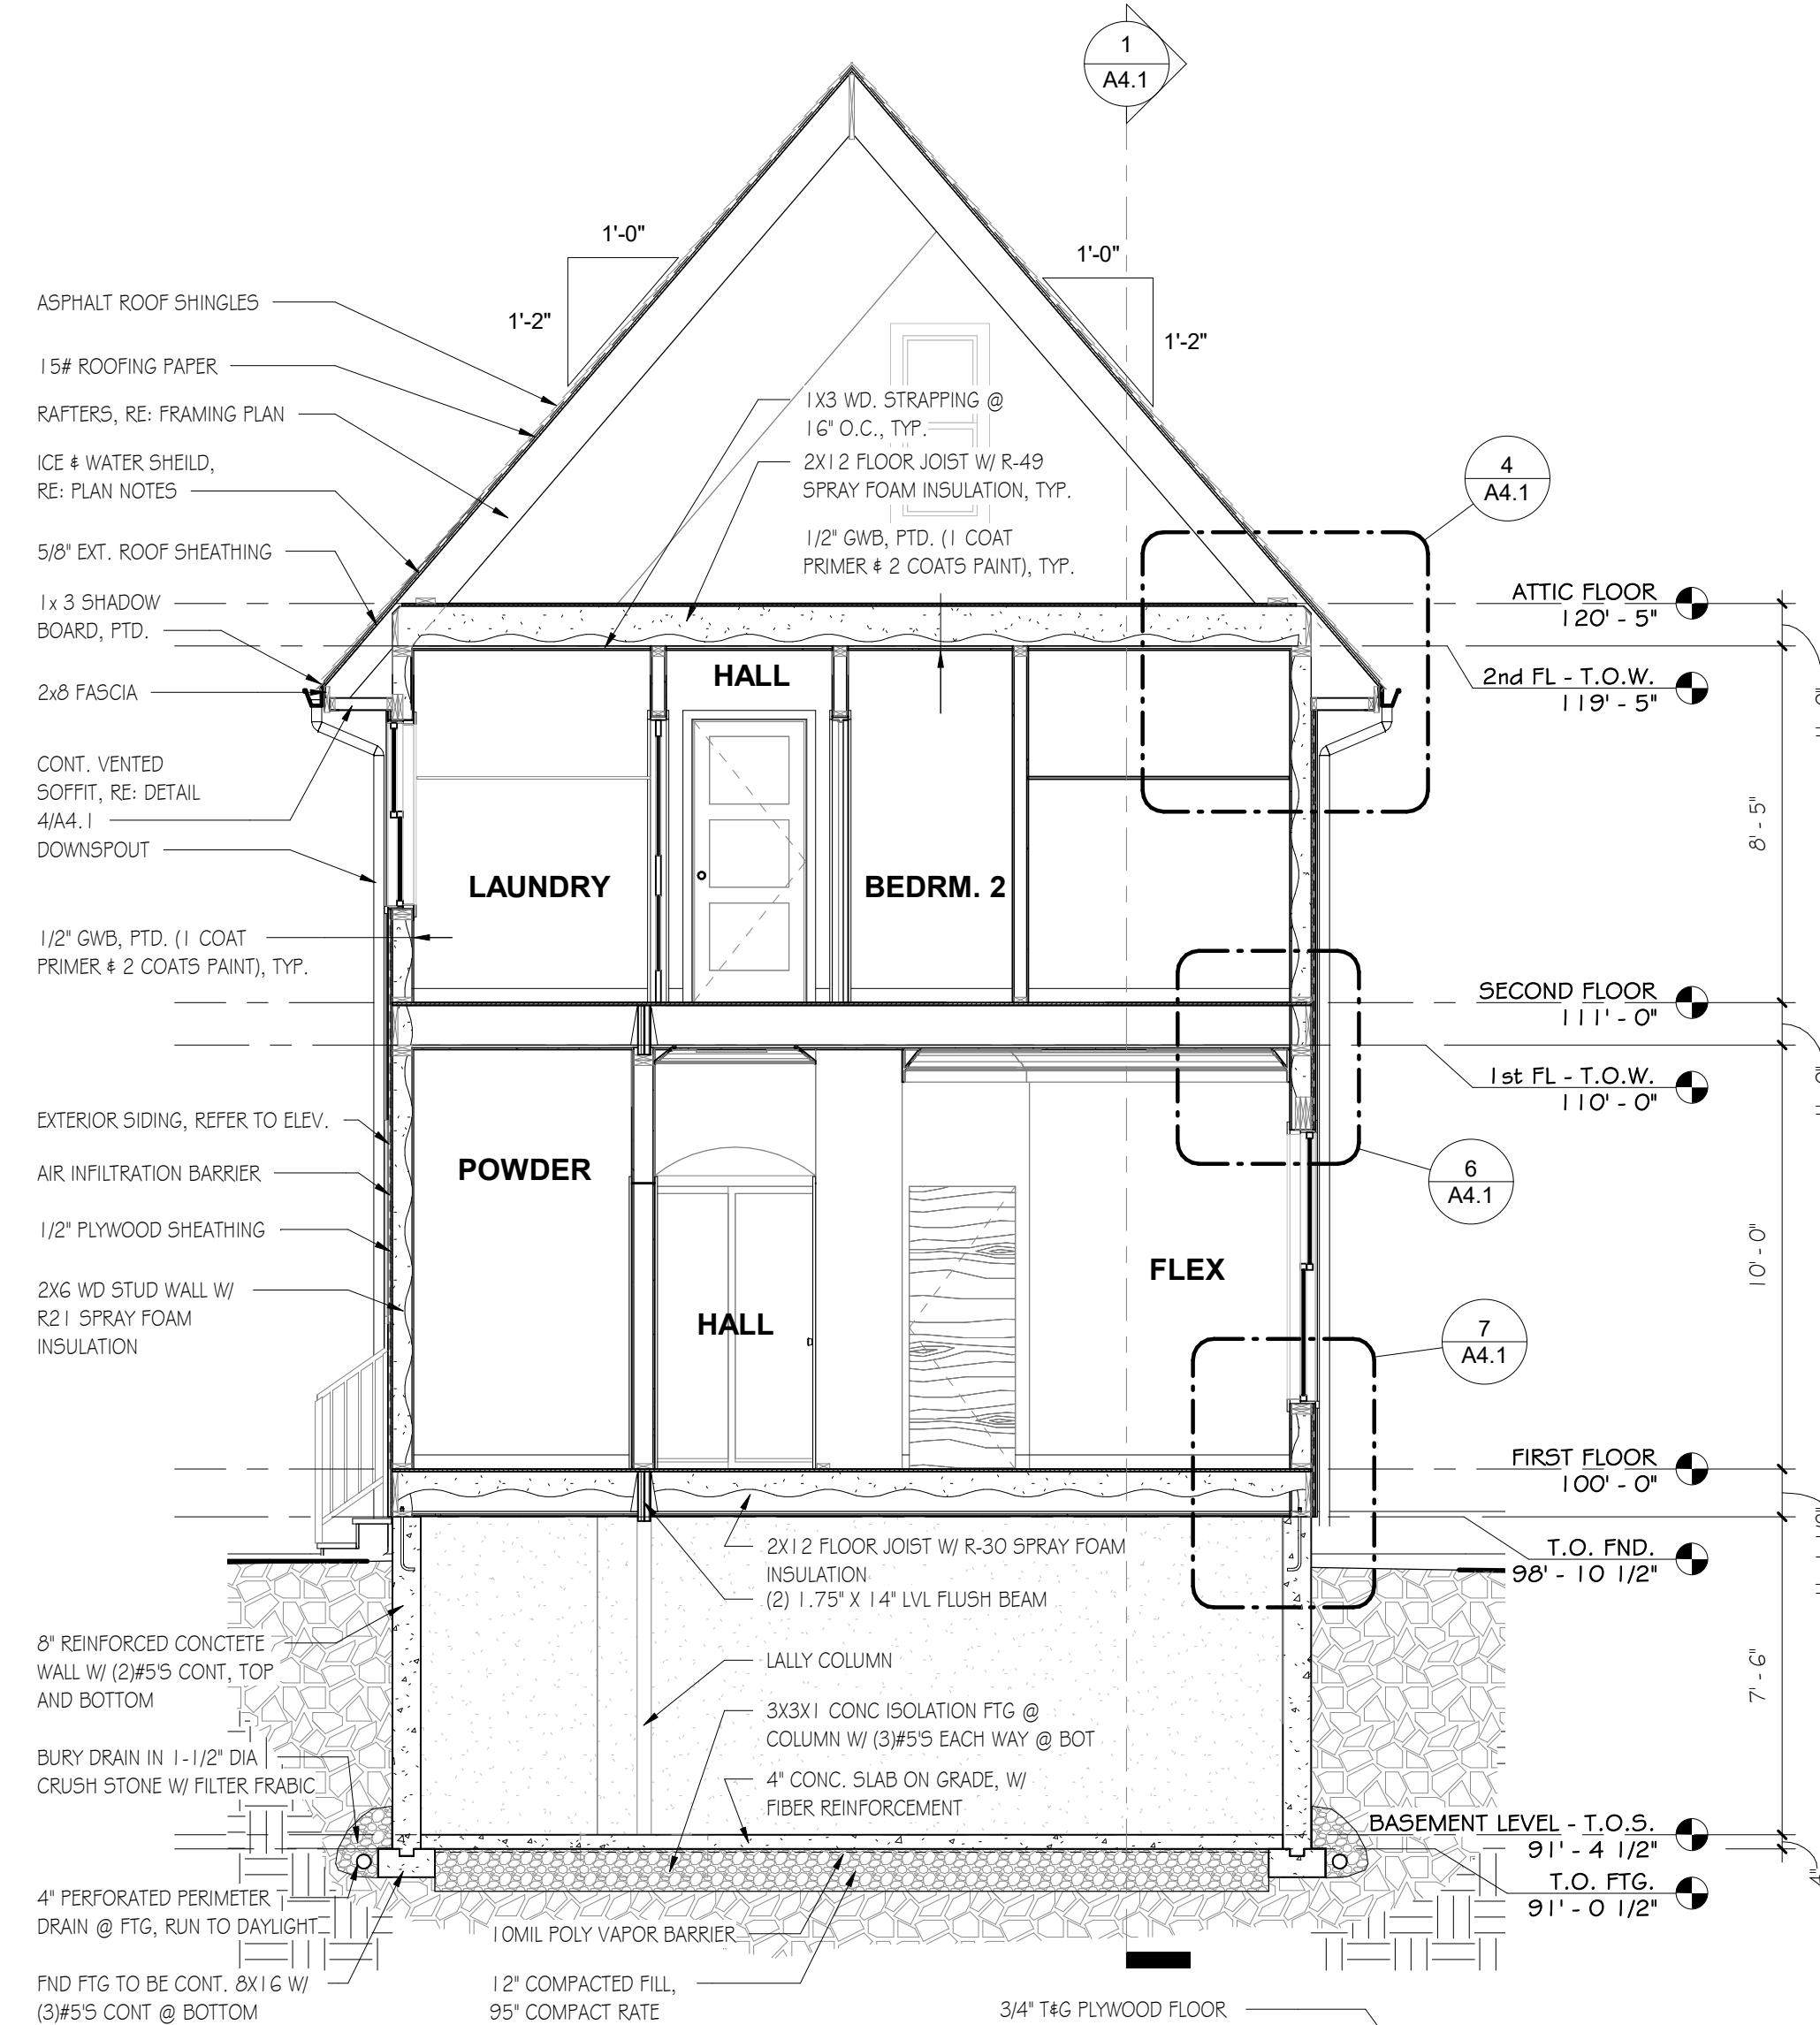 1
A4.1
1'-0"
1'-2"
1'-0"
1'-2"
ASPHALT ROOF SHINGLES
15# ROOFING PAPER
RAFTERS, RE: FRAMING PLAN
ICE & WATER SHEILD,
RE: PLAN NOTES
5/8" EXT. ROOF SHEATHING
1x 3 SHADOW
BOARD, PTD.
2x8 FASCIA
CONT. VENTED
SOFFIT, RE: DETAIL
4/A4.1
DOWNSPOUT
1/2" GWB, PTD. (1 COAT
PRIMER & 2 COATS PAINT), TYP.
EXTERIOR SIDING, REFER TO ELEV.
AIR INFILTRATION BARRIER
1/2" PLYWOOD SHEATHING
2X6 WD STUD WALL W/
R21 SPRAY FOAM
INSULATION
8" REINFORCED CONCTETE
WALL W/ (2)#5'S CONT, TOP
AND BOTTOM
BURY DRAIN IN 1-1/2" DIA
CRUSH STONE W/ FILTER FRABIC
4" PERFORATED PERIMETER
DRAIN @ FTG, RUN TO DAYLIGHT
FND FTG TO BE CONT. 8X16 W/
(3)#5'S CONT @ BOTTOM
1X3 WD. STRAPPING @
16" O.C., TYP.
2X12 FLOOR JOIST W/ R-49
SPRAY FOAM INSULATION, TYP.
1/2" GWB, PTD. (1 COAT
PRIMER & 2 COATS PAINT), TYP.
HALL
LAUNDRY
BEDRM. 2
POWDER
HALL
FLEX
2X12 FLOOR JOIST W/ R-30 SPRAY FOAM
INSULATION
(2) 1.75" X 14" LVL FLUSH BEAM
LALLY COLUMN
3X3X1 CONC ISOLATION FTG @
COLUMN W/ (3)#5'S EACH WAY @ BOT
4" CONC. SLAB ON GRADE, W/
FIBER REINFORCEMENT
10MIL POLY VAPOR BARRIER
12" COMPACTED FILL,
95" COMPACT RATE
3/4" T&G PLYWOOD FLOOR
4
A4.1
6
A4.1
7
A4.1
ATTIC FLOOR
120' - 5"
2nd FL - T.O.W.
119' - 5"
SECOND FLOOR
111' - 0"
1st FL - T.O.W.
110' - 0"
FIRST FLOOR
100' - 0"
T.O. FND.
98' - 10 1/2"
BASEMENT LEVEL - T.O.S.
91' - 4 1/2"
T.O. FTG.
91' - 0 1/2"
8' - 5"
10' - 0"
7' - 6"
4"